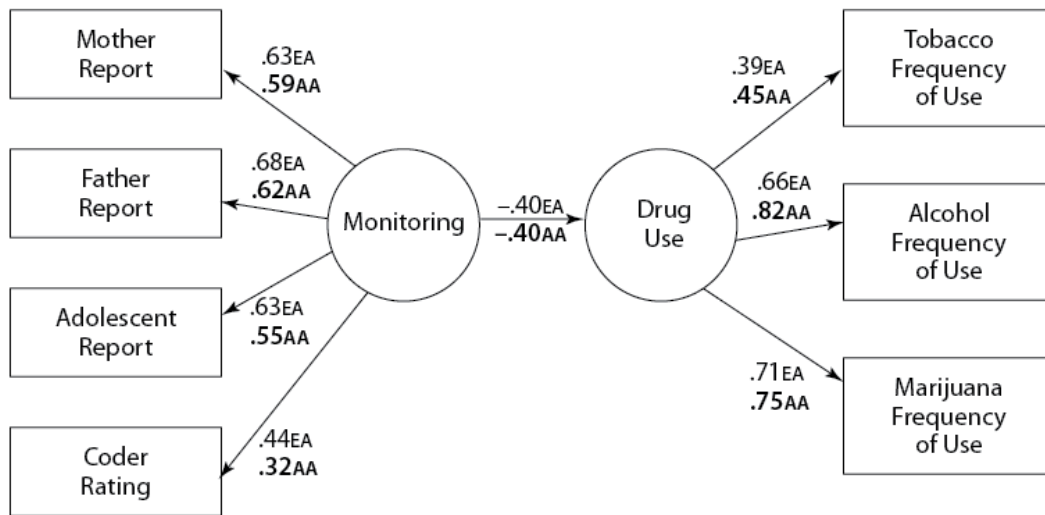 Mother
Report
.63EA
.59AA
Father
Report
.68EA
.62AA
Adolescent
Report
.63EA
.55AA
Coder
Rating
.44EA
.32AA
Monitoring
–.40EA
–.40AA
Drug
Use
.39EA
.45AA
Tobacco
Frequency
of Use
.66EA
.82AA
Alcohol
Frequency
of Use
.71EA
.75AA
Marijuana
Frequency
of Use